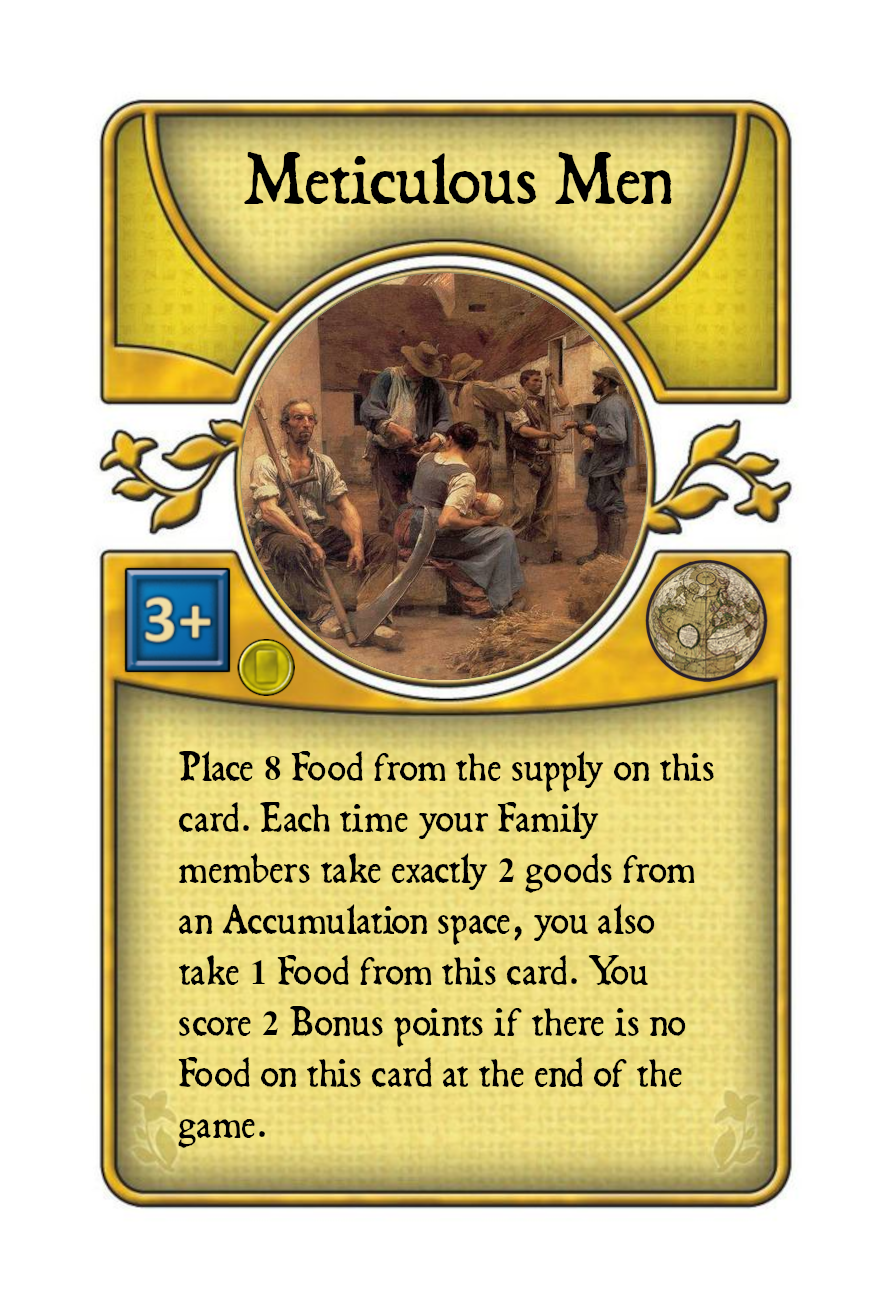 Meticulous Men
3+
Place 8 Food from the supply on this
card. Each time your Family
members take exactly 2 goods from
an Accumulation space, you also
take 1 Food from this card. You
score 2 Bonus points if there is no
Food on this card at the end of the
game.